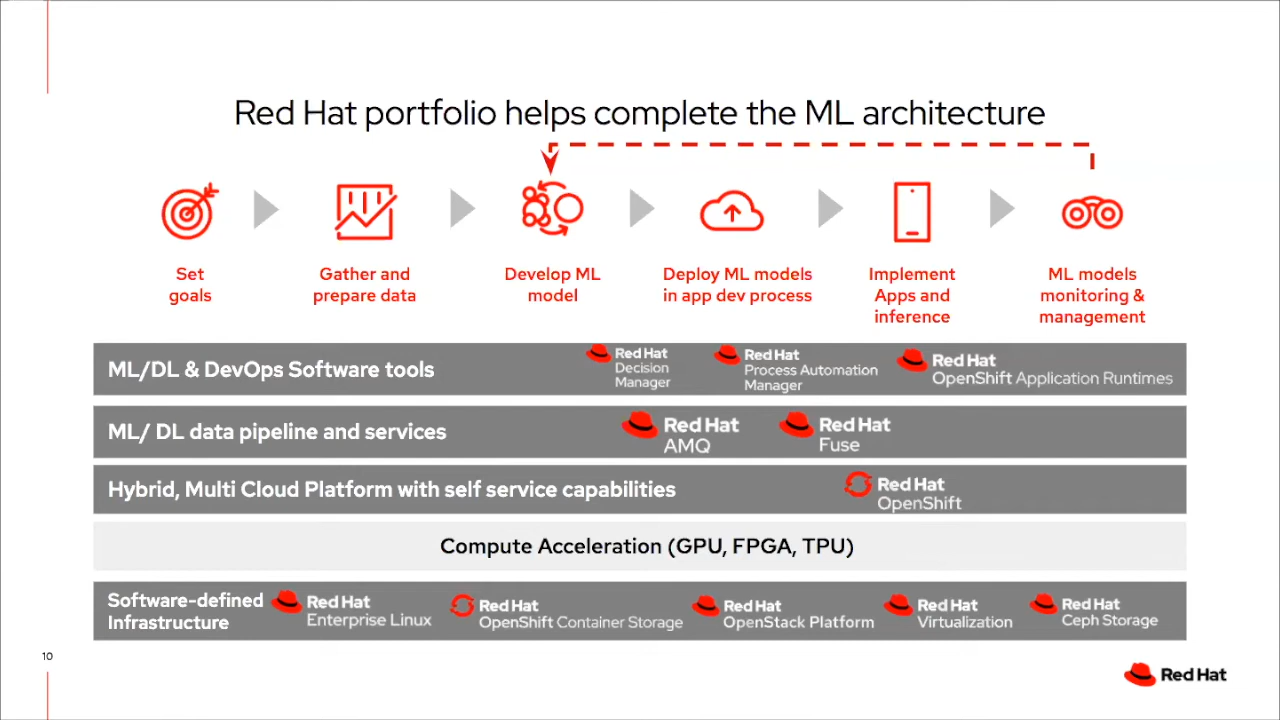 Red Hat portfolio helps complete the ML architecture
Set
goals
Gather and
prepare data
Develop ML
model
Deploy ML models
in app dev process
Implement
Apps and
inference
ML models
monitoring &
management
ML/DL & DevOps Software tools
Red Hat
Decision
Manager
Red Hat
Process Automation
Manager
Red Hat
OpenShift Application Runtimes
ML/ DL data pipeline and services
Red Hat
AMQ
Red Hat
Fuse
Hybrid, Multi Cloud Platform with self service capabilities
Red Hat
OpenShift
Compute Acceleration (GPU, FPGA, TPU)
Software-defined
Infrastructure
Red Hat
Enterprise Linux
Red Hat
OpenShift Container Storage
Red Hat
OpenStack Platform
Red Hat
Virtualization
Red Hat
Ceph Storage
10
Red Hat